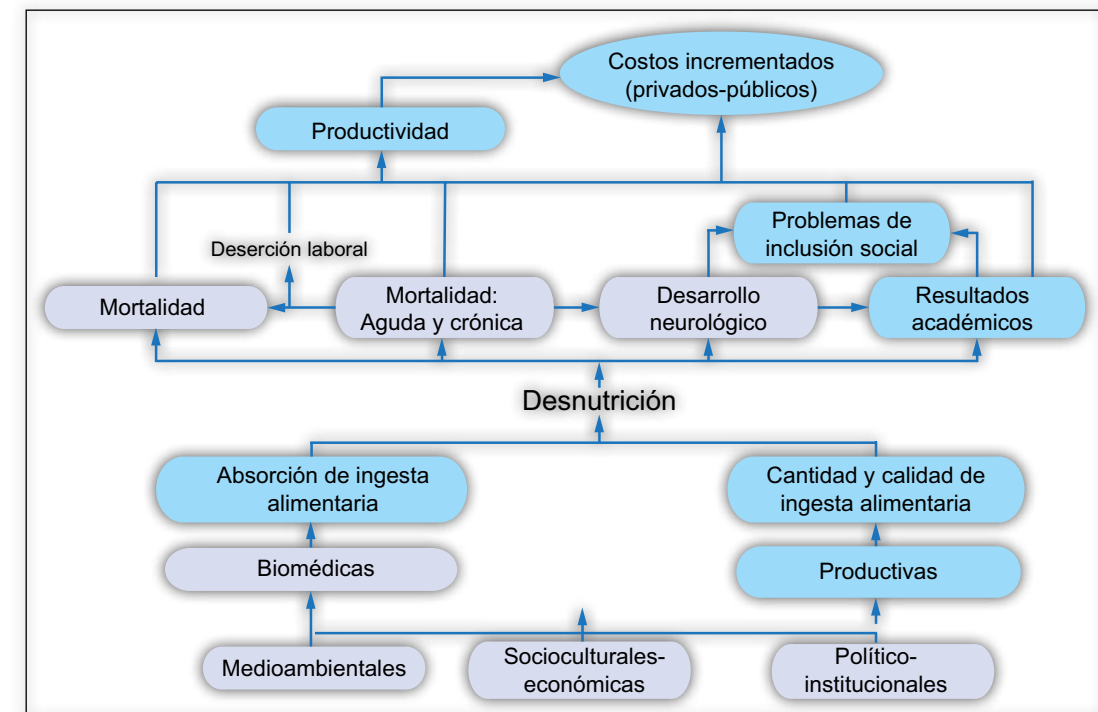 Costos incrementados
(privados-públicos)
Productividad
Problemas de
inclusión social
Deserción laboral
Mortalidad
Mortalidad:
Aguda y crónica
Desarrollo
neurológico
Resultados
académicos
Desnutrición
Absorción de ingesta
alimentaria
Cantidad y calidad de
ingesta alimentaria
Biomédicas
Productivas
Medioambientales
Socioculturales-
económicas
Político-
institucionales